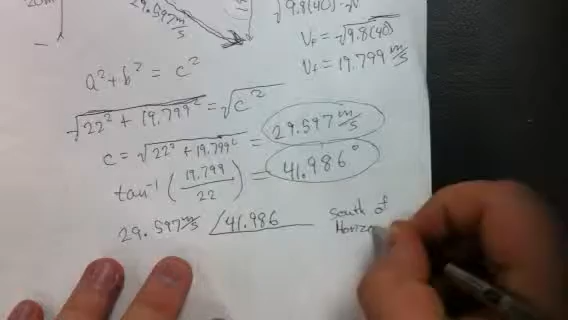 20m
29.597 m/s
√9.8(40)
Vf = √9.8(40)
Vf = 19.799 m/s
a² + b² = c²
√22² + 19.799² = √c²
c = √22² + 19.799² = 29.597 m/s
tan⁻¹ (19.799/22) = 41.986°
29.597 m/s ∠41.986 south of
Horizo